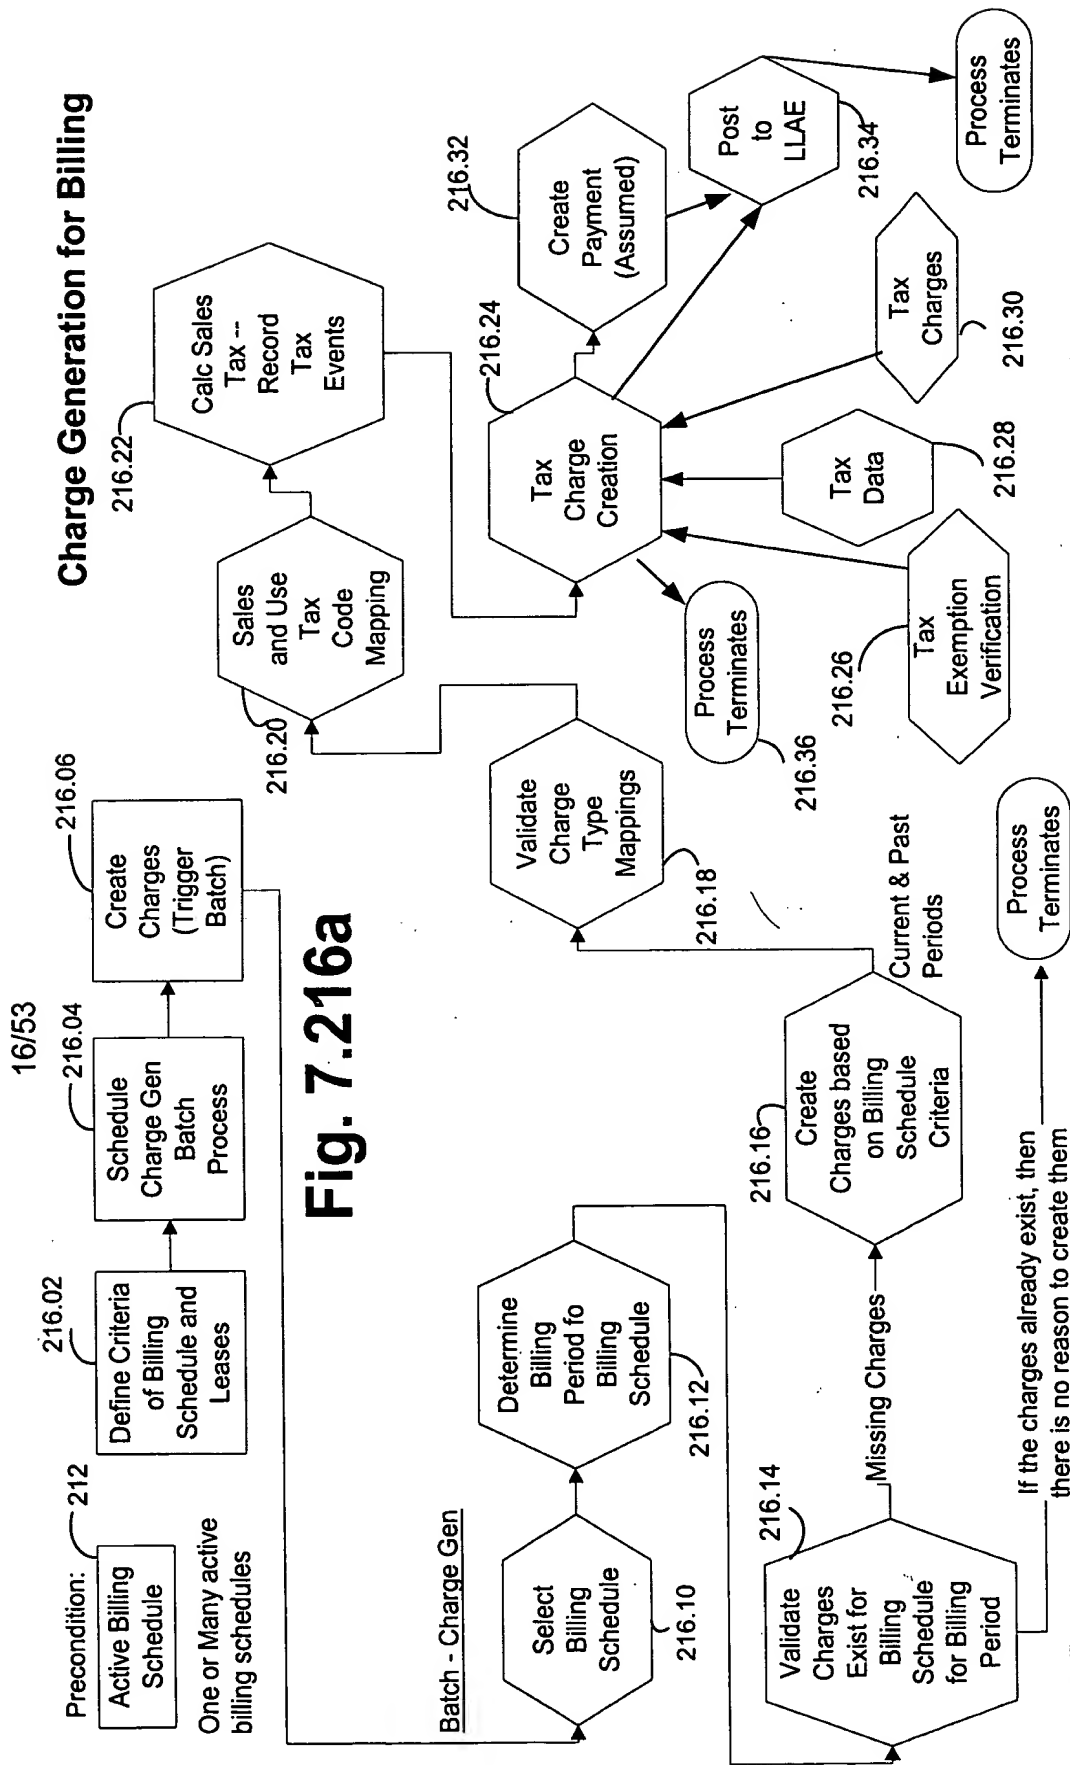 16/53
Charge Generation for Billing
Precondition:
212
Active Billing
Schedule
One or Many active
billing schedules
216.02
Define Criteria
of Billing
Schedule and
Leases
216.04
Schedule
Charge Gen
Batch
Process
216.06
Create
Charges
(Trigger
Batch)
Fig. 7.216a
Batch - Charge Gen
Select
Billing
Schedule
216.10
Determine
Billing
Period fo
Billing
Schedule
216.12
216.14
Validate
Charges
Exist for
Billing
Schedule
for Billing
Period
Missing Charges
If the charges already exist, then
there is no reason to create them
Process
Terminates
216.16
Create
Charges based
on Billing
Schedule
Criteria
Current & Past
Periods
Validate
Charge
Type
Mappings
216.18
216.20
Sales
and Use
Tax
Code
Mapping
216.22
Calc Sales
Tax --
Record
Tax
Events
216.24
Tax
Charge
Creation
Process
Terminates
216.36
216.26
Tax
Exemption
Verification
Tax
Data
216.28
Tax
Charges
216.30
216.32
Create
Payment
(Assumed)
Post
to
LLAE
216.34
Process
Terminates